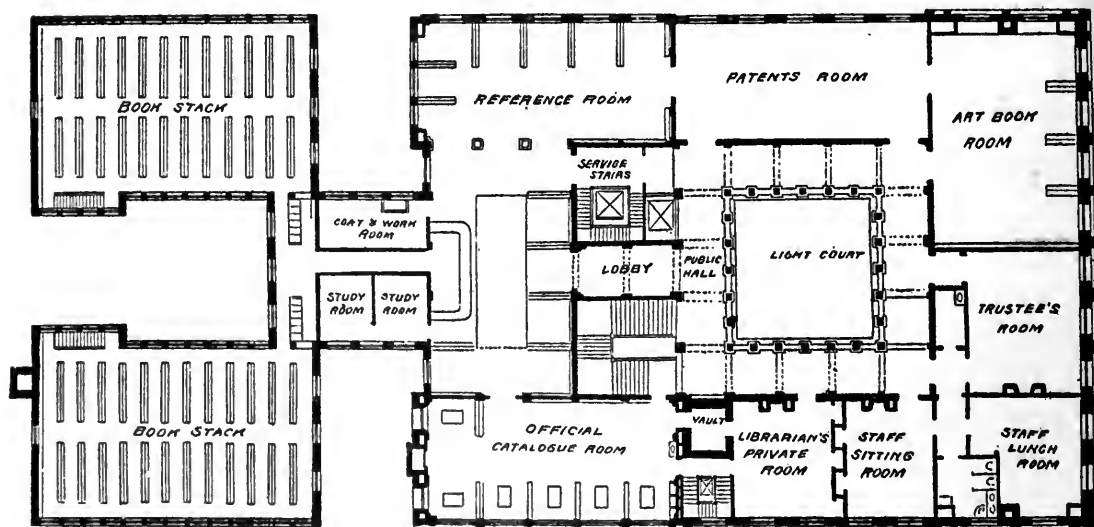 BOOK STACK
REFERENCE ROOM
PATENTS ROOM
ART BOOK
ROOM
SERVICE
STAIRS
COAT & WORK
ROOM
LOBBY
PUBLIC
HALL
LIGHT COURT
STUDY
ROOM
STUDY
ROOM
TRUSTEE'S
ROOM
BOOK STACK
OFFICIAL
CATALOGUE ROOM
VAULT
LIBRARIAN'S
PRIVATE
ROOM
STAFF
SITTING
ROOM
STAFF
LUNCH
ROOM